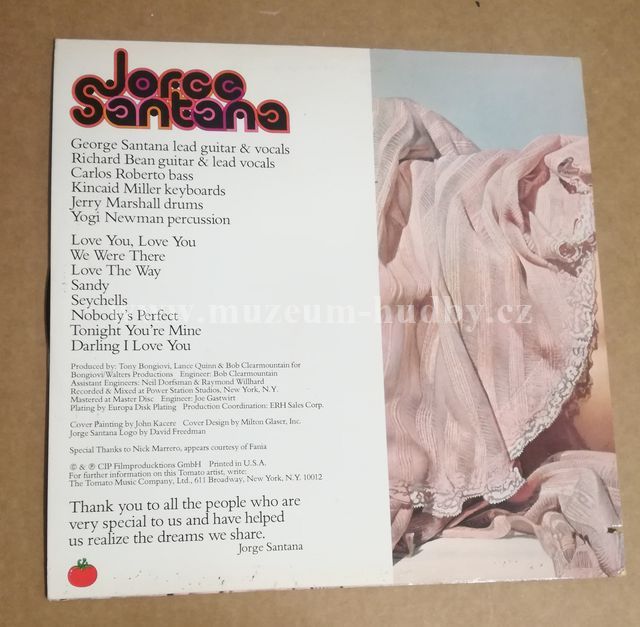 Jorge
Santana
George Santana lead guitar & vocals
Richard Bean guitar & lead vocals
Carlos Roberto bass
Kincaid Miller keyboards
Jerry Marshall drums
Yogi Newman percussion
Love You, Love You
We Were There
Love The Way
Sandy
Seychells
Nobody's Perfect
Tonight You're Mine
Darling I Love You
www.muzeum-hudby.cz
Produced by: Tony Bongiovi, Lance Quinn & Bob Clearmountain for
Bongiovi/Walters Productions Engineer: Bob Clearmountain
Assistant Engineers: Neil Dorfsman & Raymond Willhard
Recorded & Mixed at Power Station Studios, New York, N.Y.
Mastered at Master Disc Engineer: Joe Gastwirt
Plating by Europa Disk Plating Production Coordination: ERH Sales Corp.
Cover Painting by John Kacere Cover Design by Milton Glaser, Inc.
Jorge Santana Logo by David Freedman
Special Thanks to Nick Marrero, appears courtesy of Fania
© & ℗ CIP Filmproducktions GmbH Printed in U.S.A.
For further information on this Tomato artist, write:
The Tomato Music Company, Ltd., 611 Broadway, New York, N.Y. 10012
Thank you to all the people who are
very special to us and have helped
us realize the dreams we share.
Jorge Santana